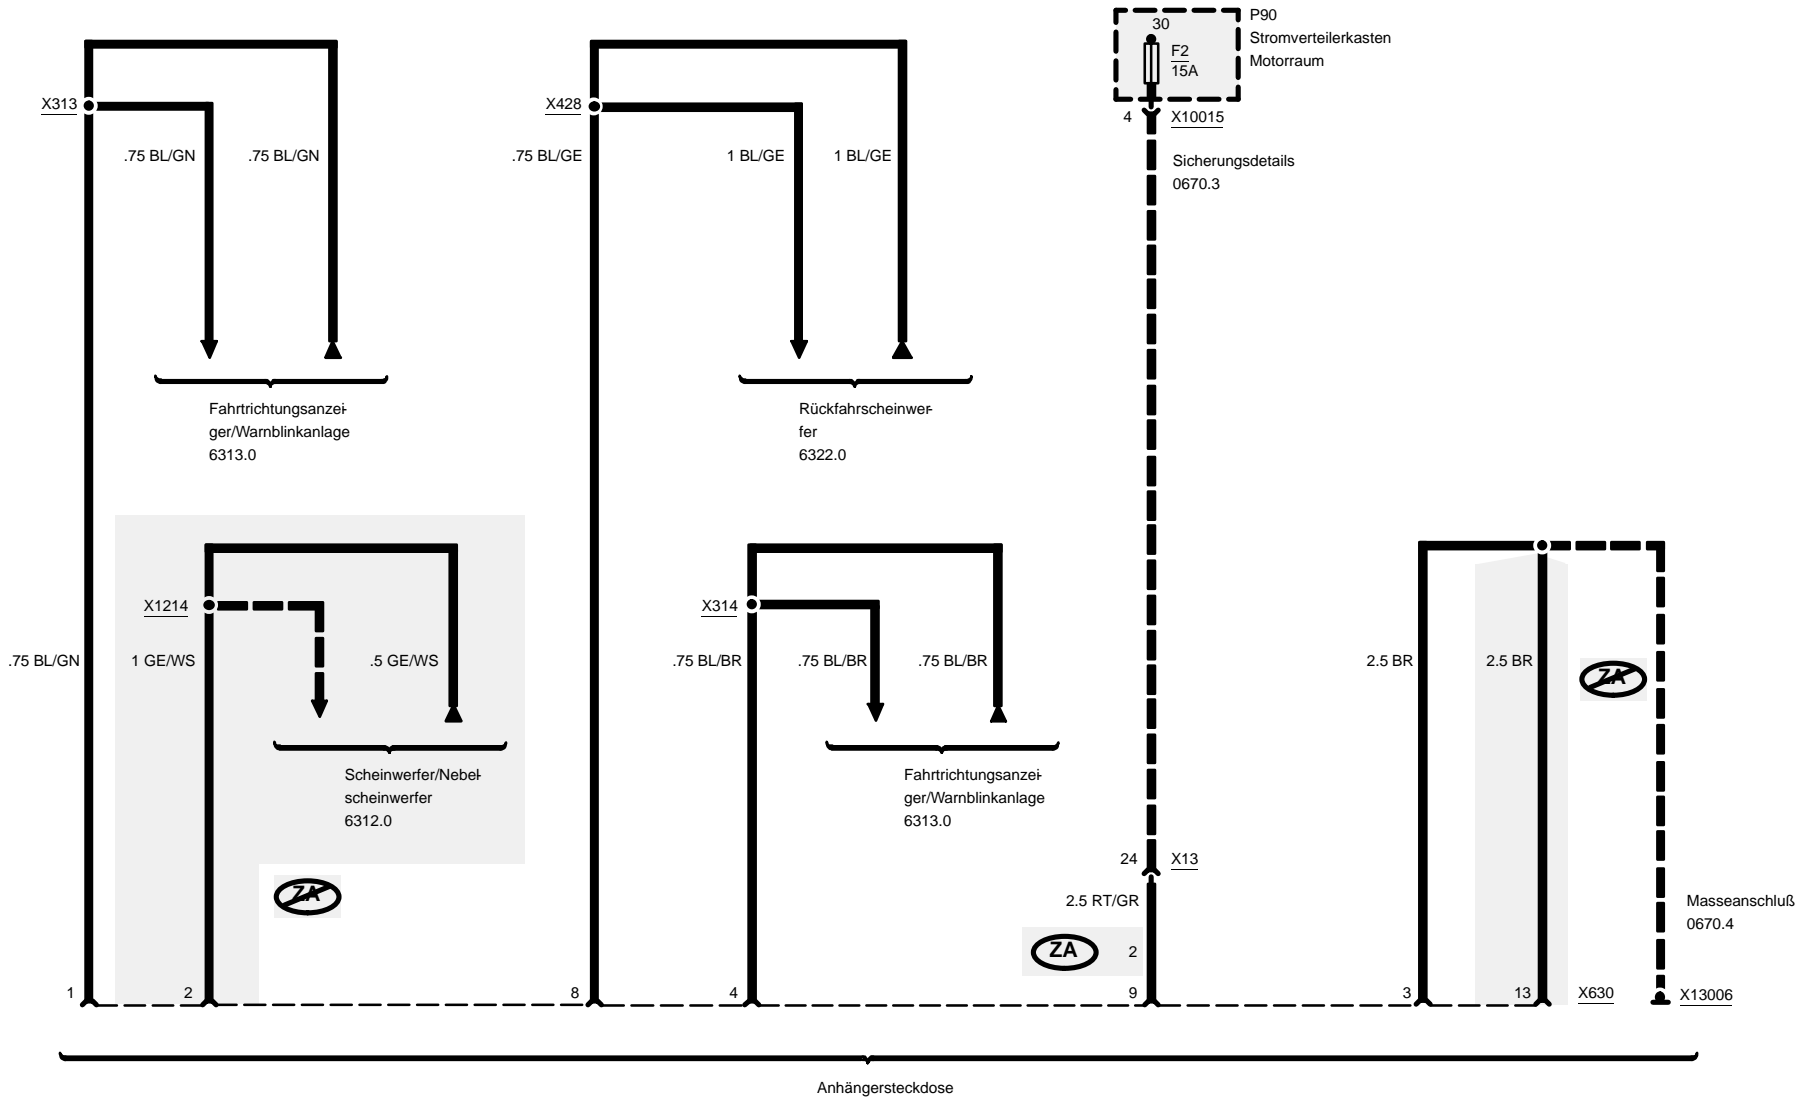 P90
Stromverteilerkasten
Motorraum
30
F2
15A
4
X10015
Sicherungsdetails
0670.3
X313
.75 BL/GN
.75 BL/GN
Fahrtrichtungsanzei-
ger/Warnblinkanlage
6313.0
X428
.75 BL/GE
1 BL/GE
1 BL/GE
Rückfahrscheinwer-
fer
6322.0
.75 BL/GN
X1214
1 GE/WS
.5 GE/WS
Scheinwerfer/Nebel-
scheinwerfer
6312.0
ZA
X314
.75 BL/BR
.75 BL/BR
.75 BL/BR
Fahrtrichtungsanzei-
ger/Warnblinkanlage
6313.0
24
X13
2.5 RT/GR
ZA
2
2.5 BR
2.5 BR
ZA
Masseanschluß
0670.4
1
2
8
4
9
3
13
X630
X13006
Anhängersteckdose